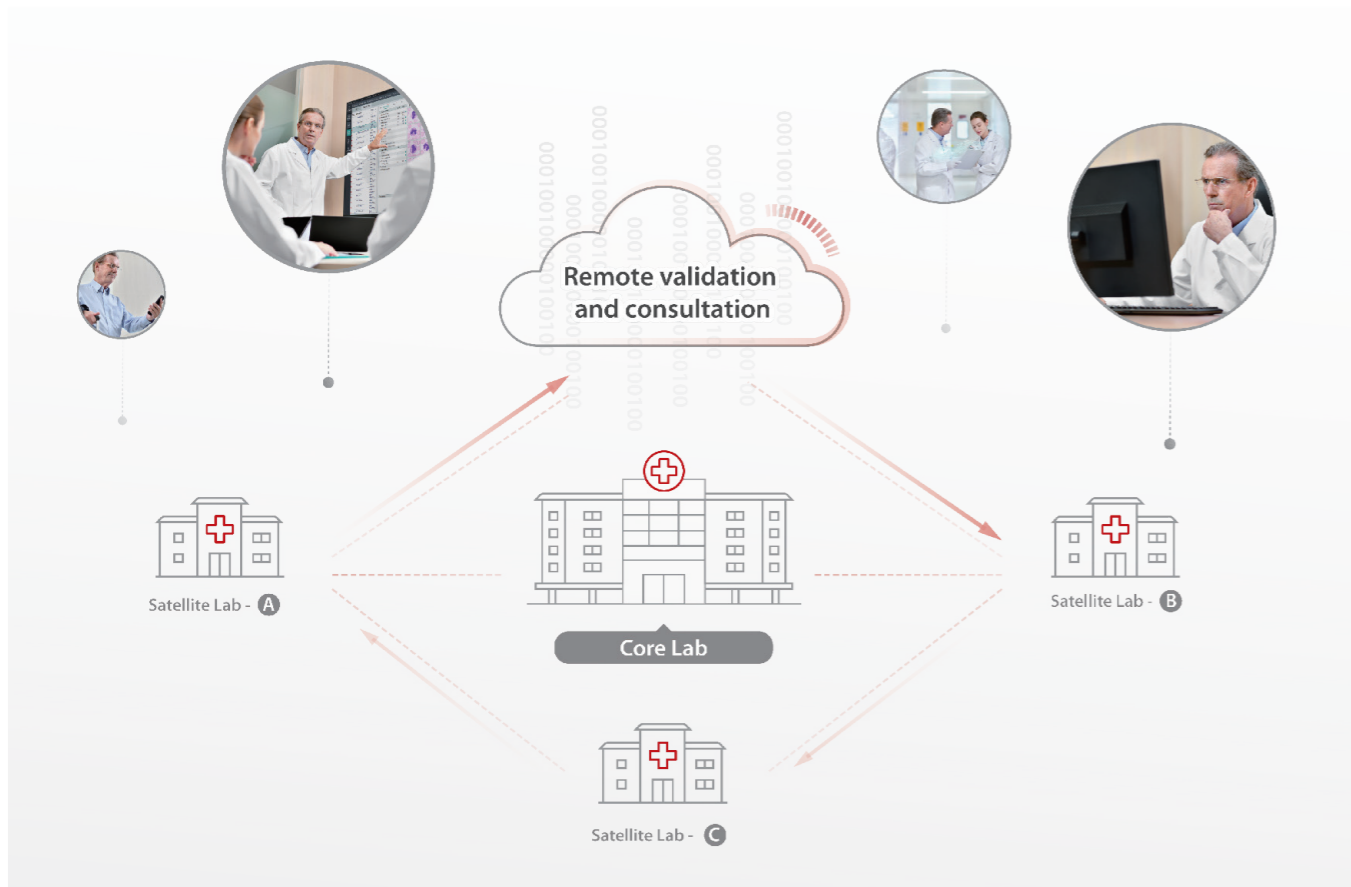 Remote validation
and consultation
Satellite Lab - A
Core Lab
Satellite Lab - B
Satellite Lab - C